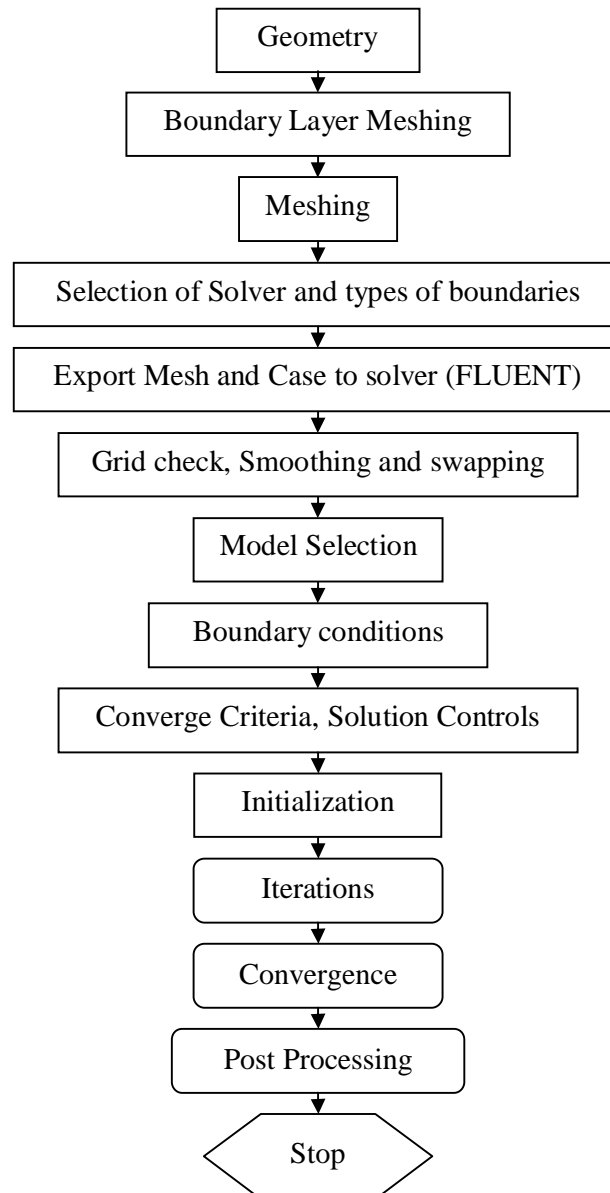 Geometry
Boundary Layer Meshing
Meshing
Selection of Solver and types of boundaries
Export Mesh and Case to solver (FLUENT)
Grid check, Smoothing and swapping
Model Selection
Boundary conditions
Converge Criteria, Solution Controls
Initialization
Iterations
Convergence
Post Processing
Stop